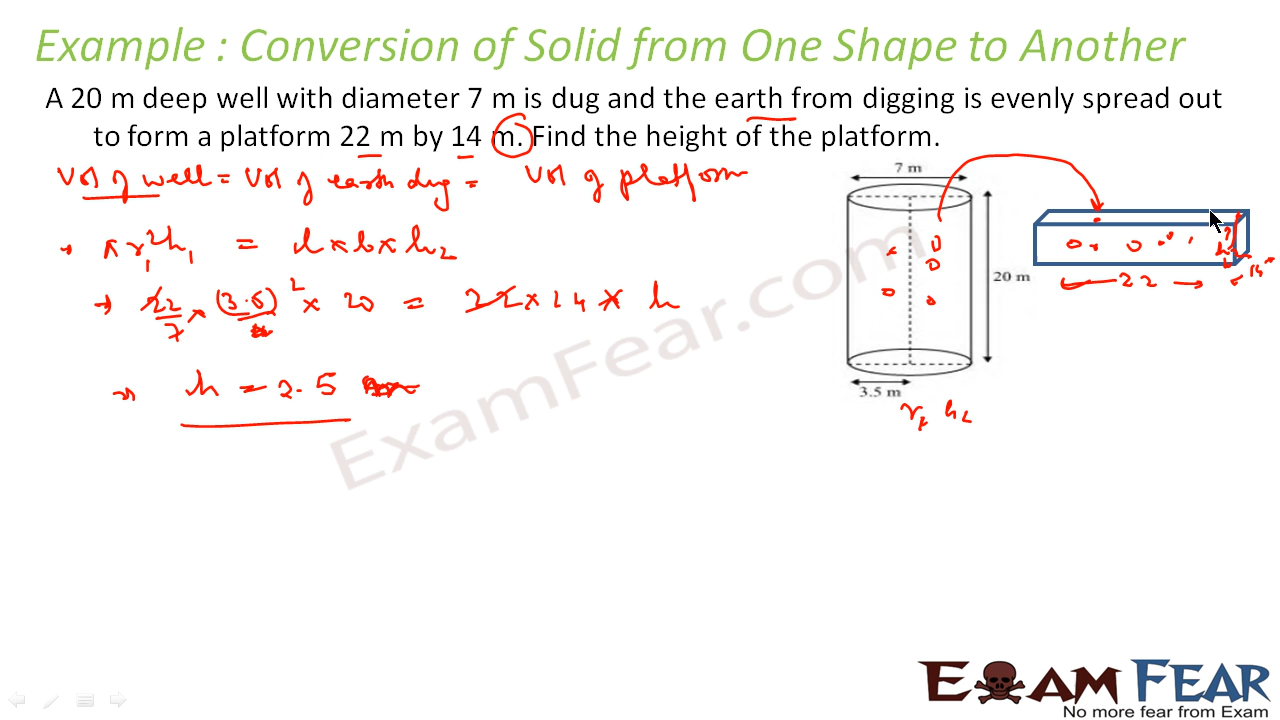 Example : Conversion of Solid from One Shape to Another
A 20 m deep well with diameter 7 m is dug and the earth from digging is evenly spread out
to form a platform 22 m by 14 m. Find the height of the platform.
Vol of well = Vol of earth dug = Vol of platform
π r₁² h₁ = l × b × h₂
22/7 × (3.5)² × 20 = 22 × 14 × h
h = 2.5
7 m
20 m
3.5 m
22
ExamFear.com
EXAM FEAR
No more fear from Exam